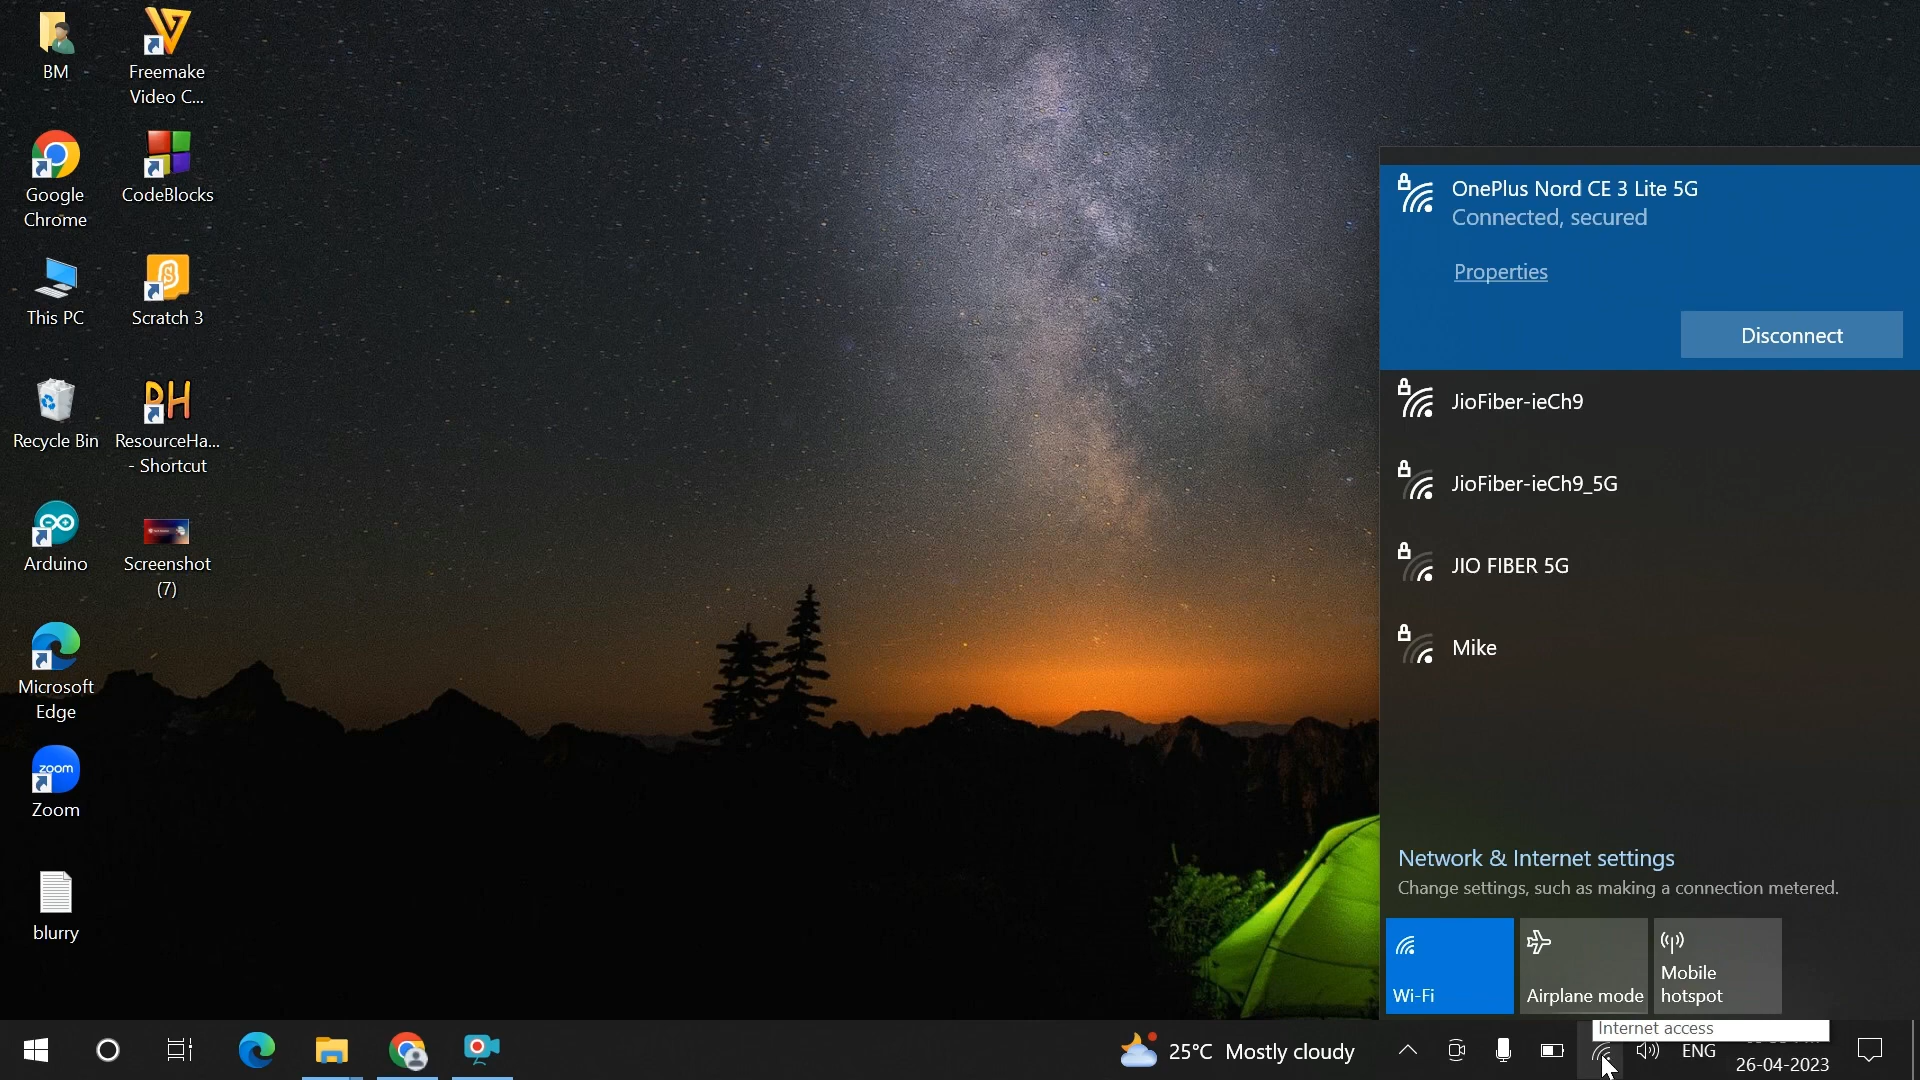 BM
Freemake
Video C...
Google
Chrome
CodeBlocks
This PC
Scratch 3
Recycle Bin
ResourceHa...
- Shortcut
Arduino
Screenshot
(7)
Microsoft
Edge
zoom
Zoom
blurry
OnePlus Nord CE 3 Lite 5G
Connected, secured
Properties
Disconnect
JioFiber-ieCh9
JioFiber-ieCh9_5G
JIO FIBER 5G
Mike
Network & Internet settings
Change settings, such as making a connection metered.
Wi-Fi
Airplane mode
Mobile
hotspot
Internet access
25°C Mostly cloudy
ENG
26-04-2023